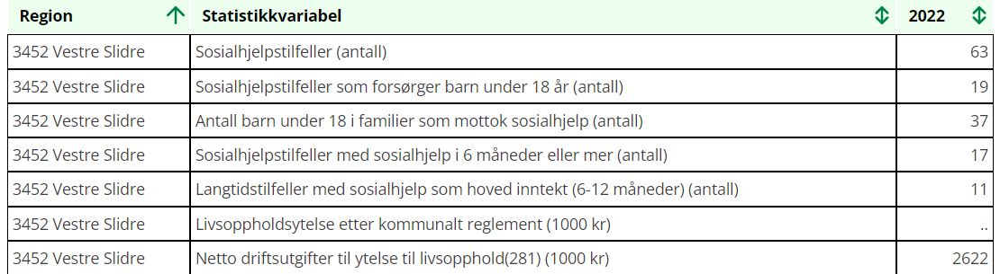 Region Statistikkvariabel 2022
3452 Vestre Slidre Sosialhjelpstilfeller (antall) 63
3452 Vestre Slidre Sosialhjelpstilfeller som forsørger barn under 18 år (antall) 19
3452 Vestre Slidre Antall barn under 18 i familier som mottok sosialhjelp (antall) 37
3452 Vestre Slidre Sosialhjelpstilfeller med sosialhjelp i 6 måneder eller mer (antall) 17
3452 Vestre Slidre Langtidstilfeller med sosialhjelp som hoved inntekt (6-12 måneder) (antall) 11
3452 Vestre Slidre Livsoppholdsytelse etter kommunalt reglement (1000 kr) ..
3452 Vestre Slidre Netto driftsutgifter til ytelse til livsopphold(281) (1000 kr) 2622